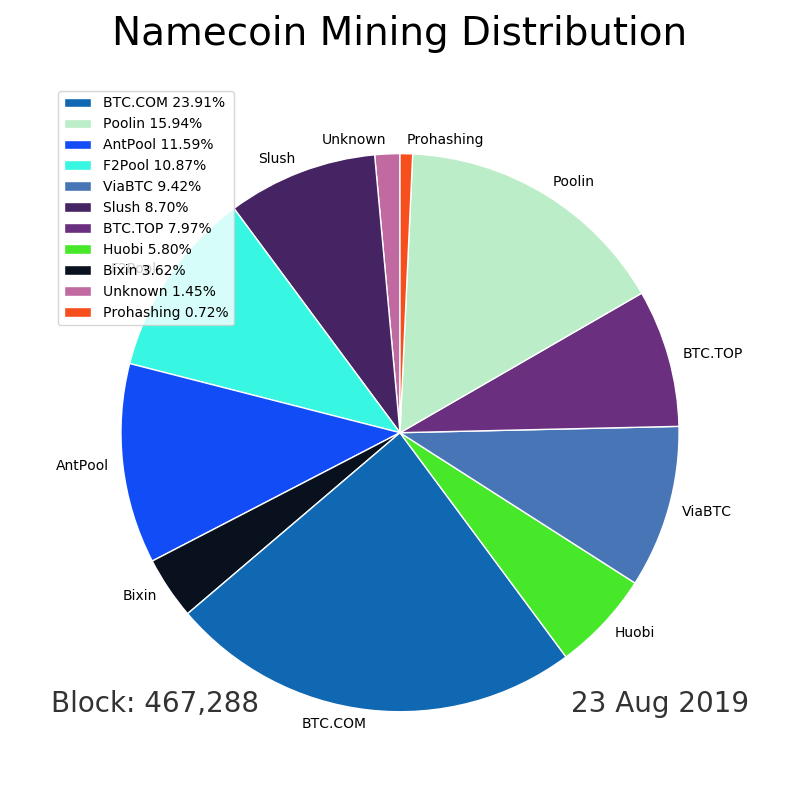 Namecoin Mining Distribution
BTC.COM 23.91%
Poolin 15.94%
AntPool 11.59%
F2Pool 10.87%
ViaBTC 9.42%
Slush 8.70%
BTC.TOP 7.97%
Huobi 5.80%
Bixin 3.62%
Unknown 1.45%
Prohashing 0.72%
Unknown
Prohashing
Slush
Poolin
F2Pool
BTC.TOP
AntPool
ViaBTC
Bixin
Huobi
Block: 467,288
23 Aug 2019
BTC.COM